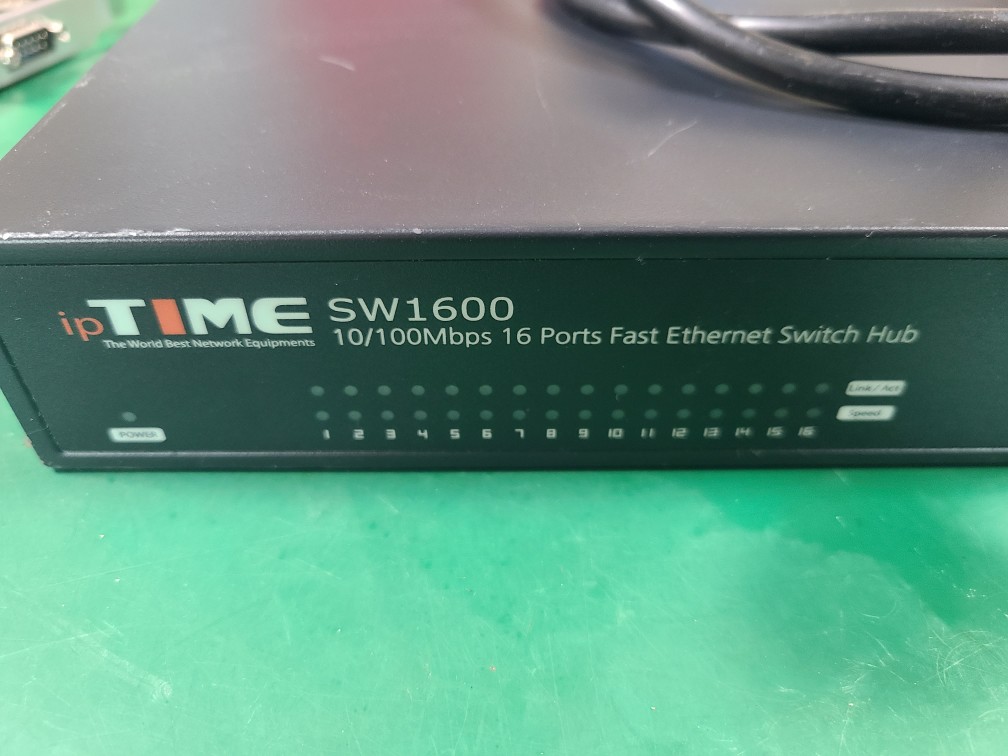 ipTIME SW1600
The World Best Network Equipments 10/100Mbps 16 Ports Fast Ethernet Switch Hub
Link/Act
Speed
POWER 1 2 3 4 5 6 7 8 9 10 11 12 13 14 15 16